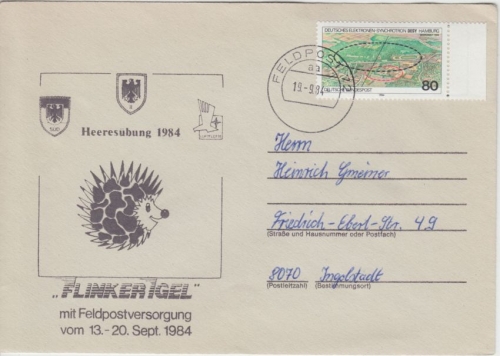 DEUTSCHES ELEKTRONEN-SYNCHROTRON DESY HAMBURG
DEUTSCHE BUNDESPOST
80
FELDPOST
19.-9.84
Heeresübung 1984
Herrn
Heinrich Gmeiner
Friedrich-Ebert-Str. 49
(Straße und Hausnummer oder Postfach)
8070 Ingolstadt
(Postleitzahl) (Bestimmungsort)
„FLINKER IGEL"
mit Feldpostversorgung
vom 13.-20. Sept. 1984